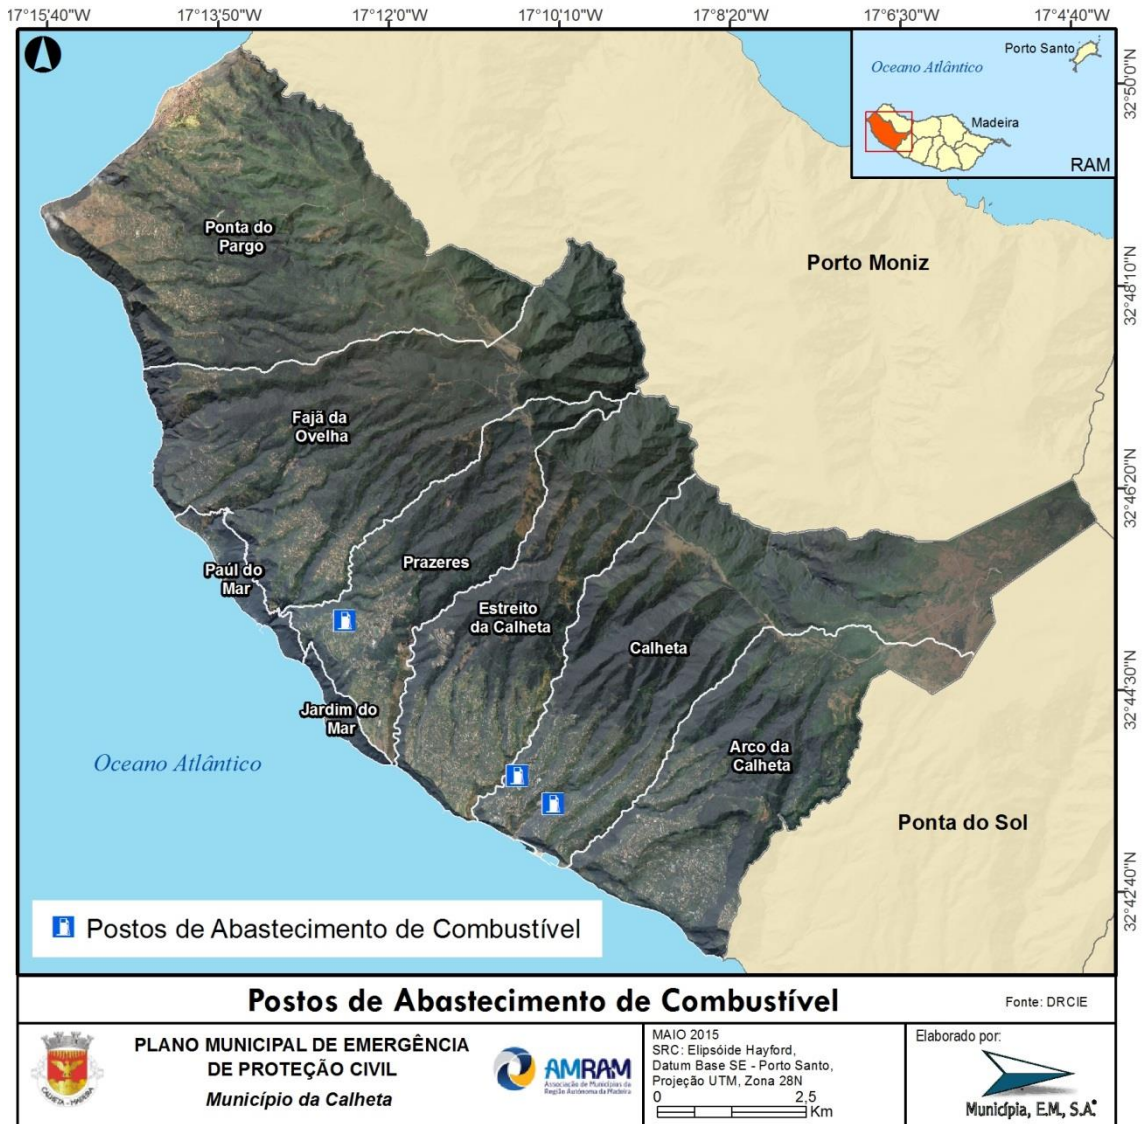 17°15'40"W 17°13'50"W 17°12'0"W 17°10'10"W 17°8'20"W 17°6'30"W 17°4'40"W
Porto Santo
Oceano Atlântico
Madeira
RAM
32°50'0"N
32°48'10"N
32°46'20"N
32°44'30"N
32°42'40"N
Ponta do
Pargo
Porto Moniz
Fajã da
Ovelha
Paúl do
Mar
Prazeres
Estreito
da Calheta
Calheta
Jardim do
Mar
Arco da
Calheta
Oceano Atlântico
Ponta do Sol
Postos de Abastecimento de Combustível
Postos de Abastecimento de Combustível
Fonte: DRCIE
CALHETA - MADEIRA
PLANO MUNICIPAL DE EMERGÊNCIA
DE PROTEÇÃO CIVIL
Município da Calheta
AMRAM
Associação de Municípios da
Região Autónoma da Madeira
MAIO 2015
SRC: Elipsóide Hayford,
Datum Base SE - Porto Santo,
Projeção UTM, Zona 28N
0 2,5
Km
Elaborado por:
Município, E.M., S.A.